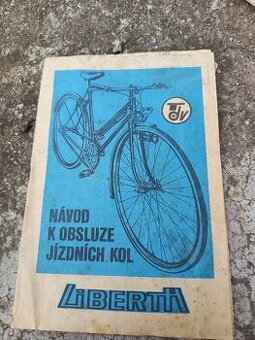 NÁVOD
K OBSLUZE
JÍZDNÍCH KOL
LIBERTA